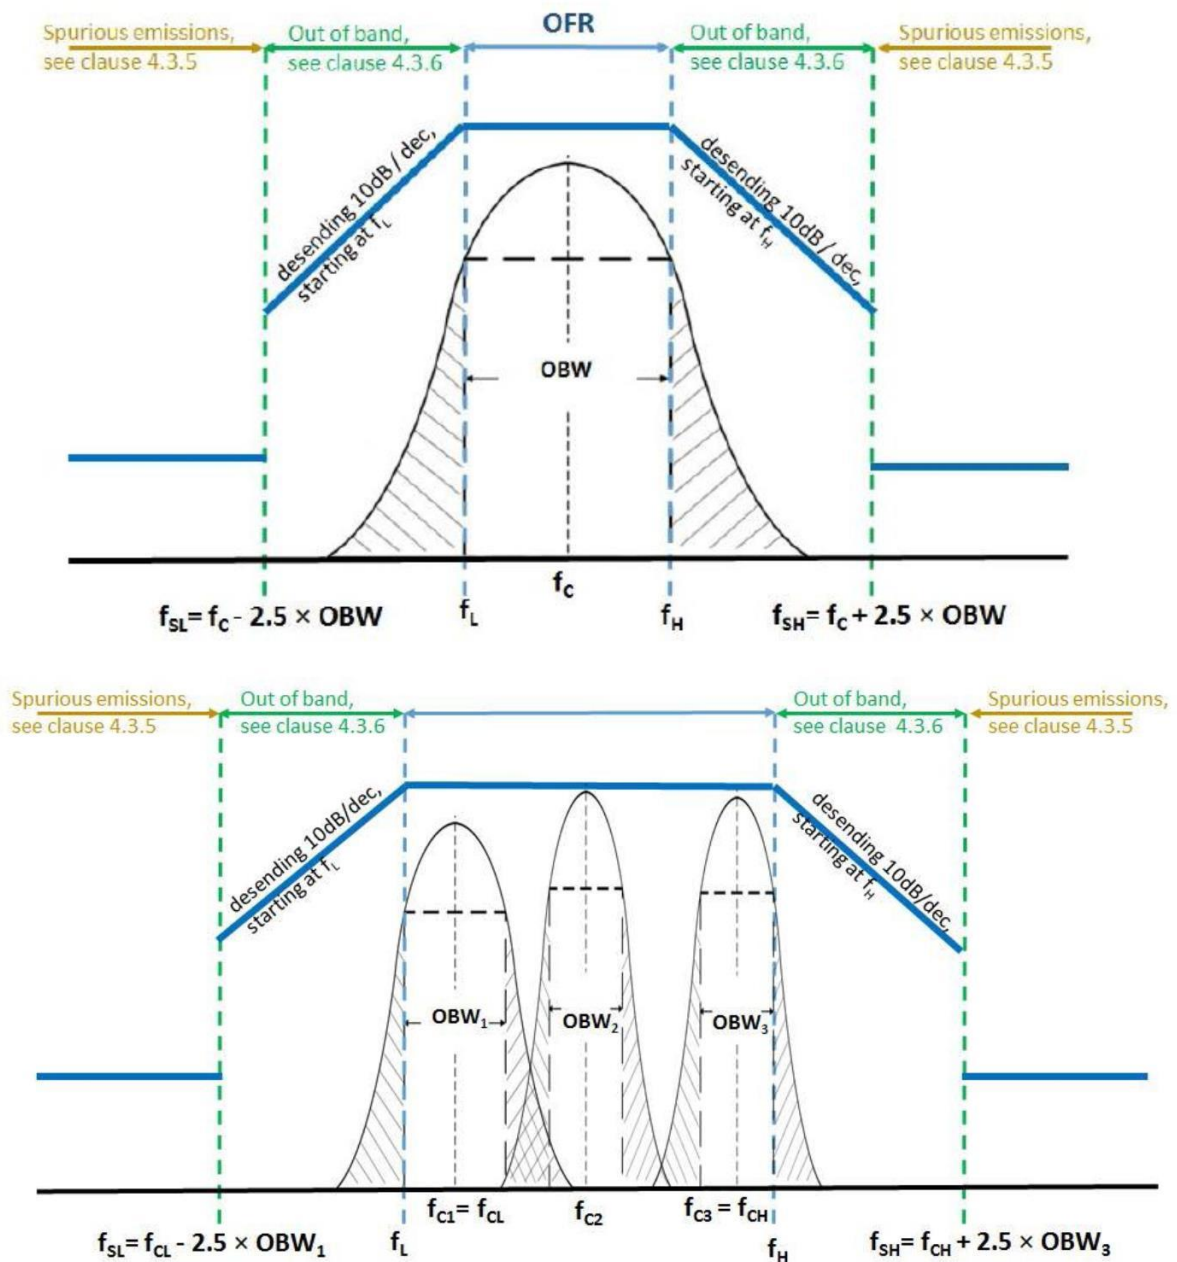 OFR
Spurious emissions,
see clause 4.3.5
Out of band,
see clause 4.3.6
Out of band,
see clause 4.3.6
Spurious emissions,
see clause 4.3.5
desending 10dB / dec,
starting at fL
desending 10dB / dec,
starting at fH
OBW
fC
fSL= fC - 2.5 × OBW
fL
fH
fSH= fC + 2.5 × OBW
Spurious emissions,
see clause 4.3.5
Out of band,
see clause 4.3.6
Out of band,
see clause 4.3.6
Spurious emissions,
see clause 4.3.5
desending 10dB/dec,
starting at fL
desending 10dB/dec,
starting at fH
OBW1
OBW2
OBW3
fC1 = fCL
fC2
fC3 = fCH
fSL= fCL - 2.5 × OBW1
fL
fH
fSH= fCH + 2.5 × OBW3